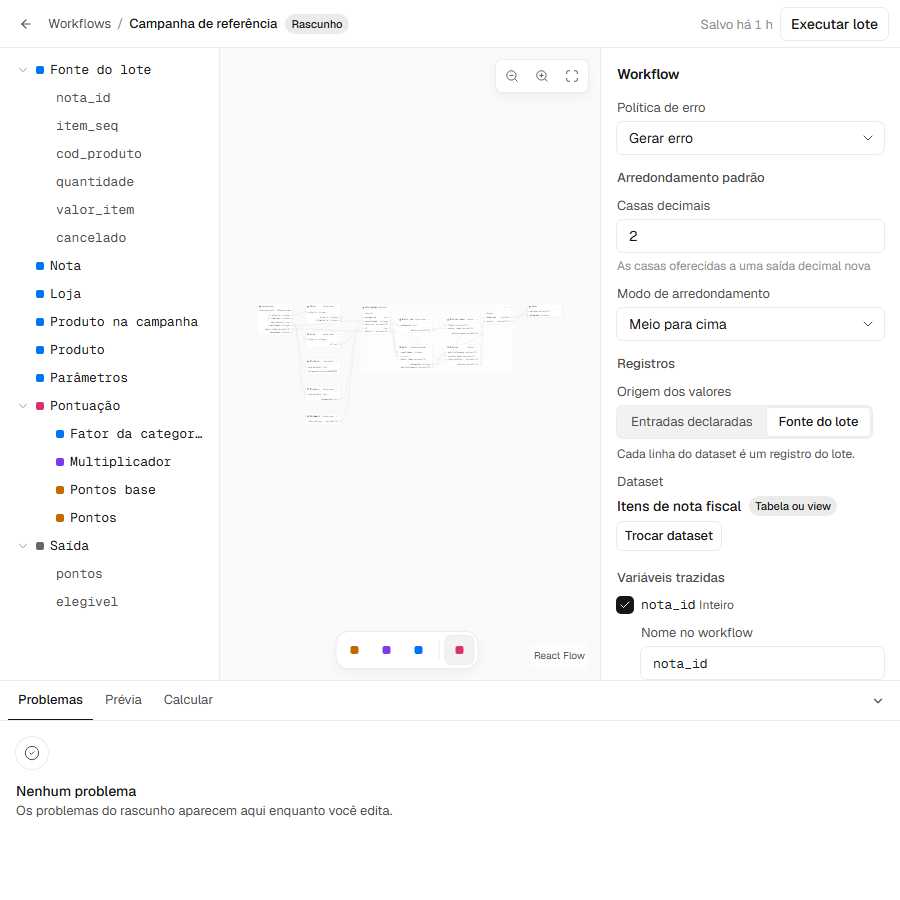 Workflows / Campanha de referência Rascunho
Salvo há 1 h
Executar lote
Fonte do lote
nota_id
item_seq
cod_produto
quantidade
valor_item
cancelado
Nota
Loja
Produto na campanha
Produto
Parâmetros
Pontuação
Fator da categor…
Multiplicador
Pontos base
Pontos
Saída
pontos
elegivel
React Flow
Workflow
Política de erro
Gerar erro
Arredondamento padrão
Casas decimais
2
As casas oferecidas a uma saída decimal nova
Modo de arredondamento
Meio para cima
Registros
Origem dos valores
Entradas declaradas
Fonte do lote
Cada linha do dataset é um registro do lote.
Dataset
Itens de nota fiscal Tabela ou view
Trocar dataset
Variáveis trazidas
nota_id Inteiro
Nome no workflow
nota_id
Problemas
Prévia
Calcular
Nenhum problema
Os problemas do rascunho aparecem aqui enquanto você edita.